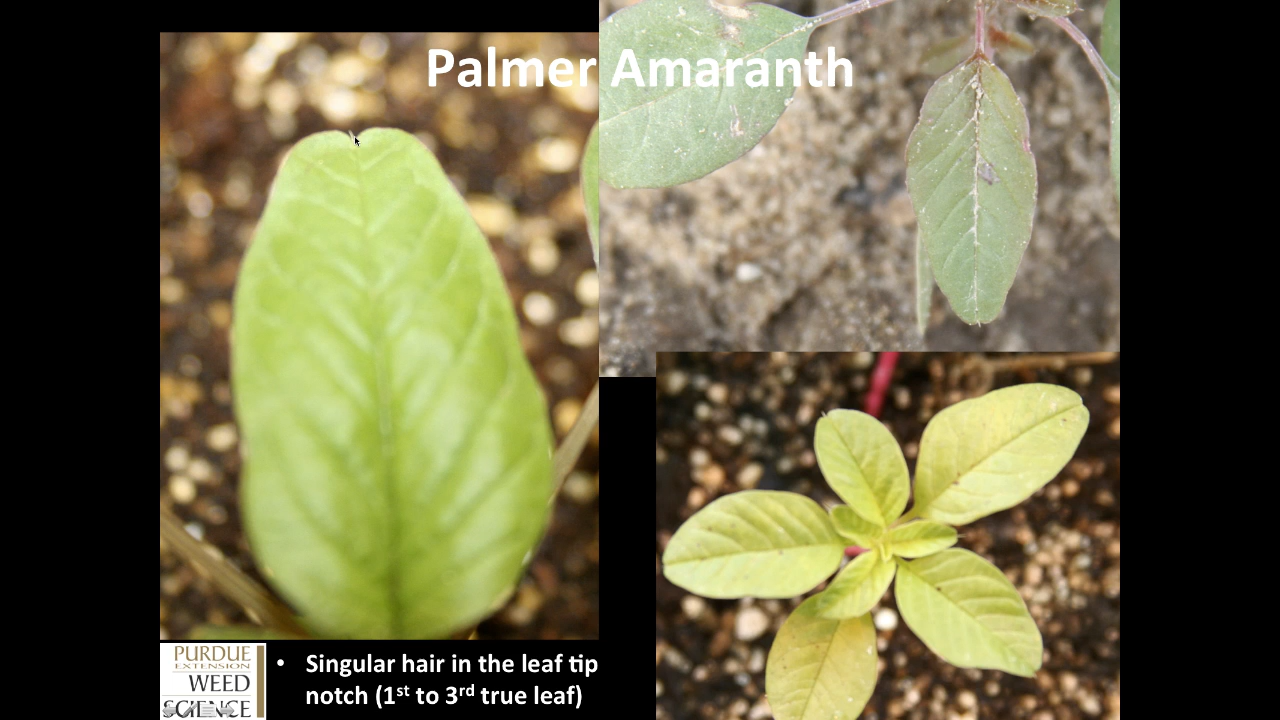 Palmer Amaranth
PURDUE
EXTENSION
WEED
SCIENCE
• Singular hair in the leaf tip
notch (1st to 3rd true leaf)